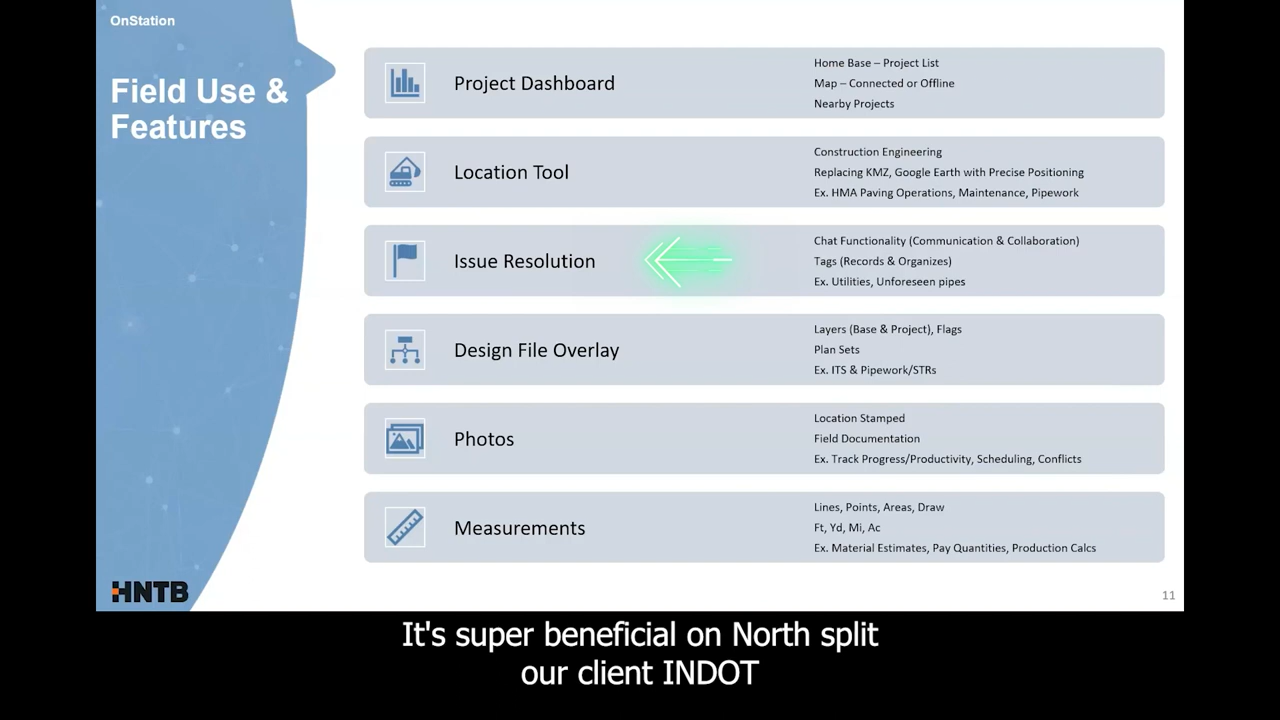 OnStation
Field Use &
Features
Project Dashboard
Home Base – Project List
Map – Connected or Offline
Nearby Projects
Location Tool
Construction Engineering
Replacing KMZ, Google Earth with Precise Positioning
Ex. HMA Paving Operations, Maintenance, Pipework
Issue Resolution
Chat Functionality (Communication & Collaboration)
Tags (Records & Organizes)
Ex. Utilities, Unforeseen pipes
Design File Overlay
Layers (Base & Project), Flags
Plan Sets
Ex. ITS & Pipework/STRs
Photos
Location Stamped
Field Documentation
Ex. Track Progress/Productivity, Scheduling, Conflicts
Measurements
Lines, Points, Areas, Draw
Ft, Yd, Mi, Ac
Ex. Material Estimates, Pay Quantities, Production Calcs
HNTB
11
It's super beneficial on North split
our client INDOT